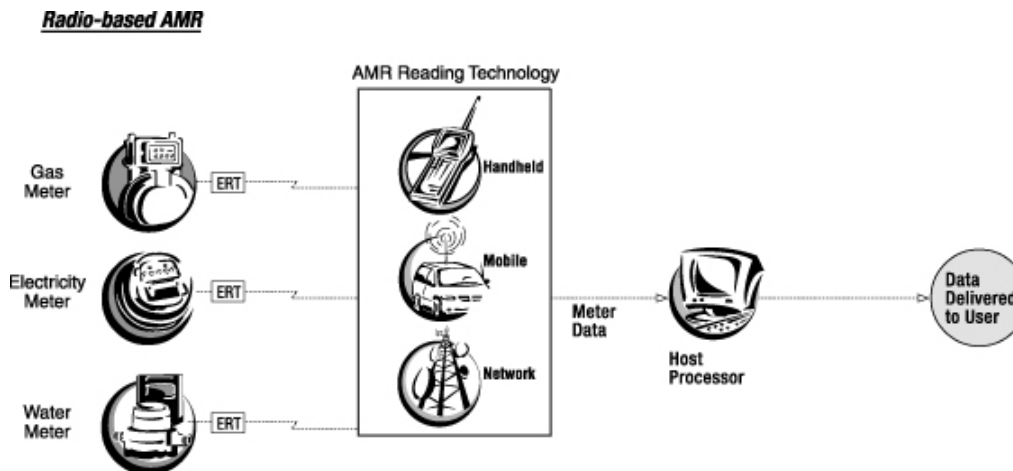 Radio-based AMR
AMR Reading Technology
Gas
Meter
ERT
Handheld
Electricity
Meter
ERT
Mobile
Meter
Data
Host
Processor
Data
Delivered
to User
Water
Meter
ERT
Network